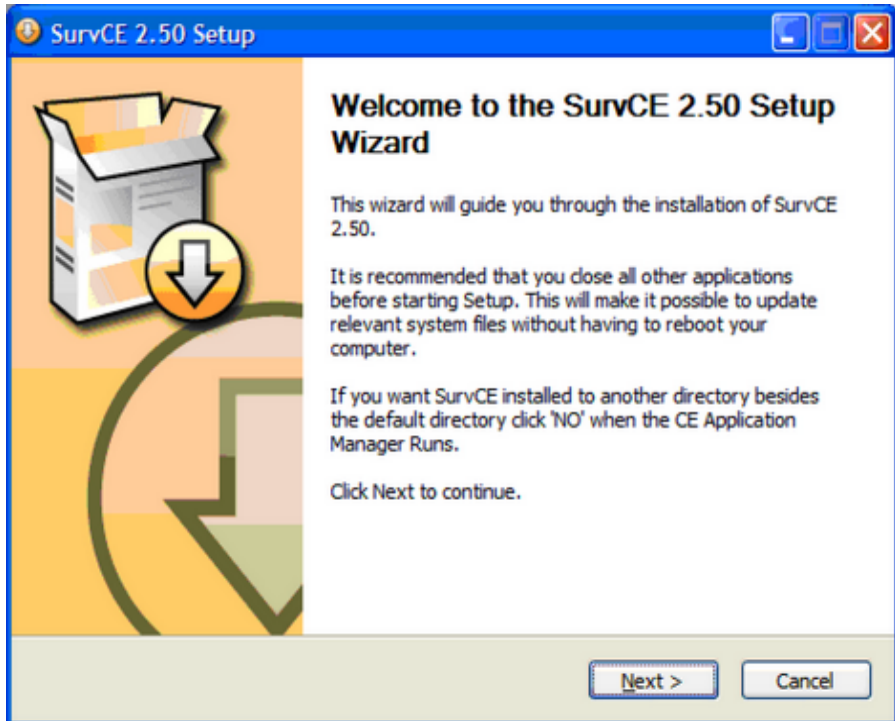 SurvCE 2.50 Setup
Welcome to the SurvCE 2.50 Setup
Wizard
This wizard will guide you through the installation of SurvCE
2.50.
It is recommended that you close all other applications
before starting Setup. This will make it possible to update
relevant system files without having to reboot your
computer.
If you want SurvCE installed to another directory besides
the default directory click 'NO' when the CE Application
Manager Runs.
Click Next to continue.
Next > Cancel